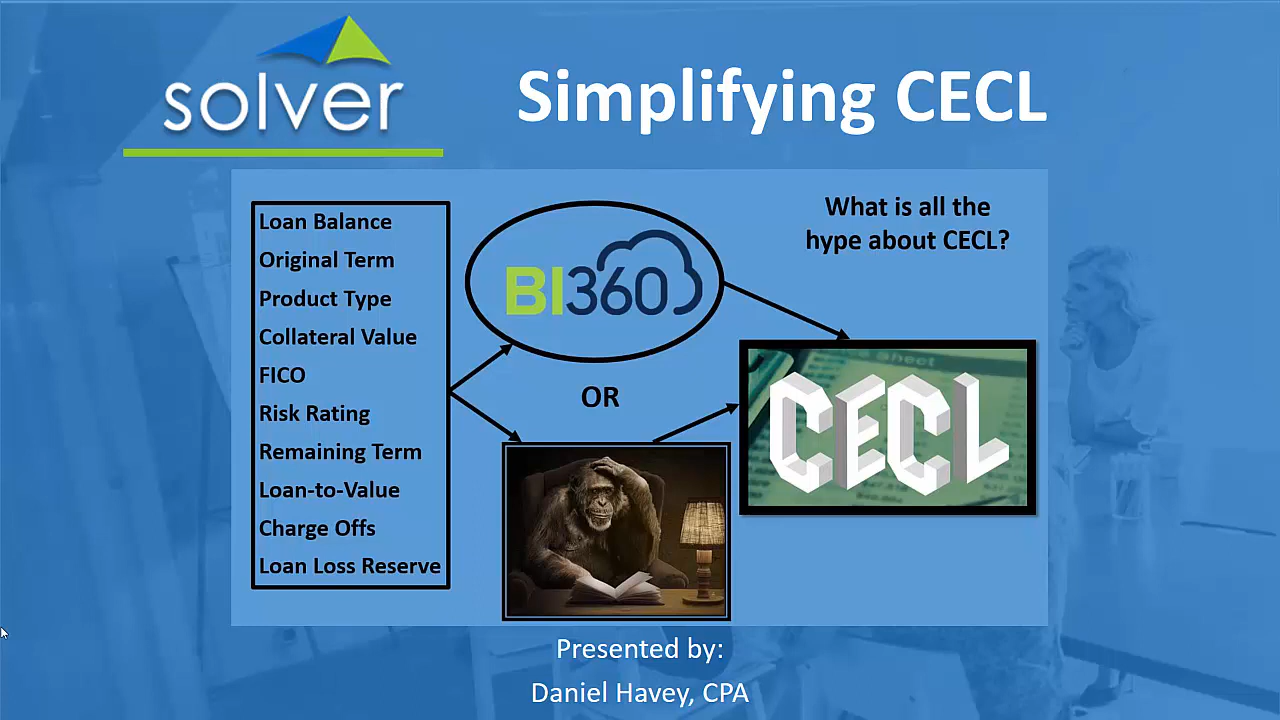 solver
Simplifying CECL
Loan Balance
Original Term
Product Type
Collateral Value
FICO
Risk Rating
Remaining Term
Loan-to-Value
Charge Offs
Loan Loss Reserve
BI360
OR
What is all the
hype about CECL?
CECL
Presented by:
Daniel Havey, CPA